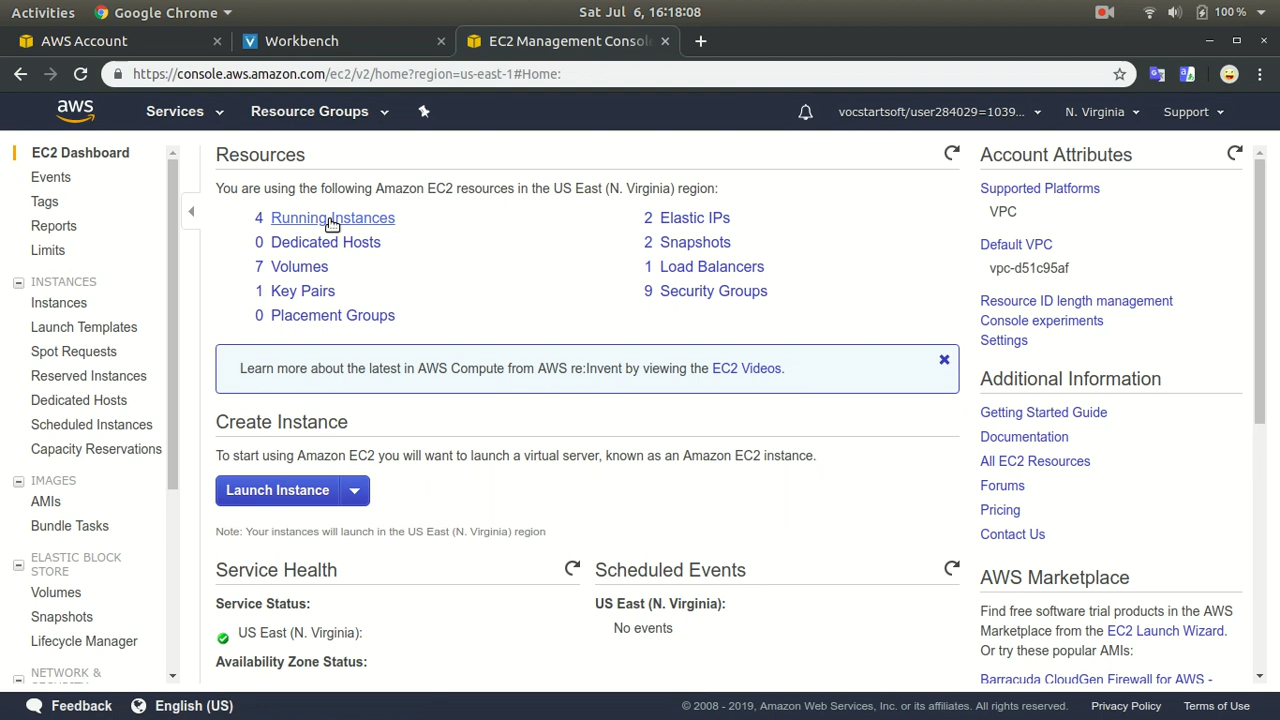 Activities
Google Chrome
Sat Jul 6, 16:18:08
100 %
AWS Account
Workbench
EC2 Management Conso
https://console.aws.amazon.com/ec2/v2/home?region=us-east-1#Home:
aws
Services
Resource Groups
vocstartsoft/user284029=1039...
N. Virginia
Support
EC2 Dashboard
Events
Tags
Reports
Limits
INSTANCES
Instances
Launch Templates
Spot Requests
Reserved Instances
Dedicated Hosts
Scheduled Instances
Capacity Reservations
IMAGES
AMIs
Bundle Tasks
ELASTIC BLOCK
STORE
Volumes
Snapshots
Lifecycle Manager
NETWORK &
Resources
You are using the following Amazon EC2 resources in the US East (N. Virginia) region:
4 Running Instances
0 Dedicated Hosts
7 Volumes
1 Key Pairs
0 Placement Groups
2 Elastic IPs
2 Snapshots
1 Load Balancers
9 Security Groups
Learn more about the latest in AWS Compute from AWS re:Invent by viewing the EC2 Videos.
Create Instance
To start using Amazon EC2 you will want to launch a virtual server, known as an Amazon EC2 instance.
Launch Instance
Note: Your instances will launch in the US East (N. Virginia) region
Service Health
Service Status:
US East (N. Virginia):
Availability Zone Status:
Scheduled Events
US East (N. Virginia):
No events
Account Attributes
Supported Platforms
VPC
Default VPC
vpc-d51c95af
Resource ID length management
Console experiments
Settings
Additional Information
Getting Started Guide
Documentation
All EC2 Resources
Forums
Pricing
Contact Us
AWS Marketplace
Find free software trial products in the AWS
Marketplace from the EC2 Launch Wizard.
Or try these popular AMIs:
Barracuda CloudGen Firewall for AWS -
Feedback
English (US)
© 2008 - 2019, Amazon Web Services, Inc. or its affiliates. All rights reserved.
Privacy Policy
Terms of Use